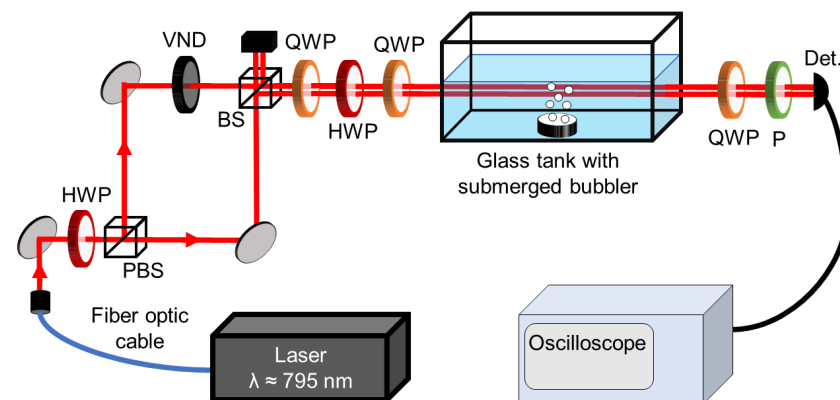 VND
QWP
QWP
Det.
BS
HWP
QWP
P
Glass tank with
submerged bubbler
HWP
PBS
Fiber optic
cable
Laser
λ ≈ 795 nm
Oscilloscope